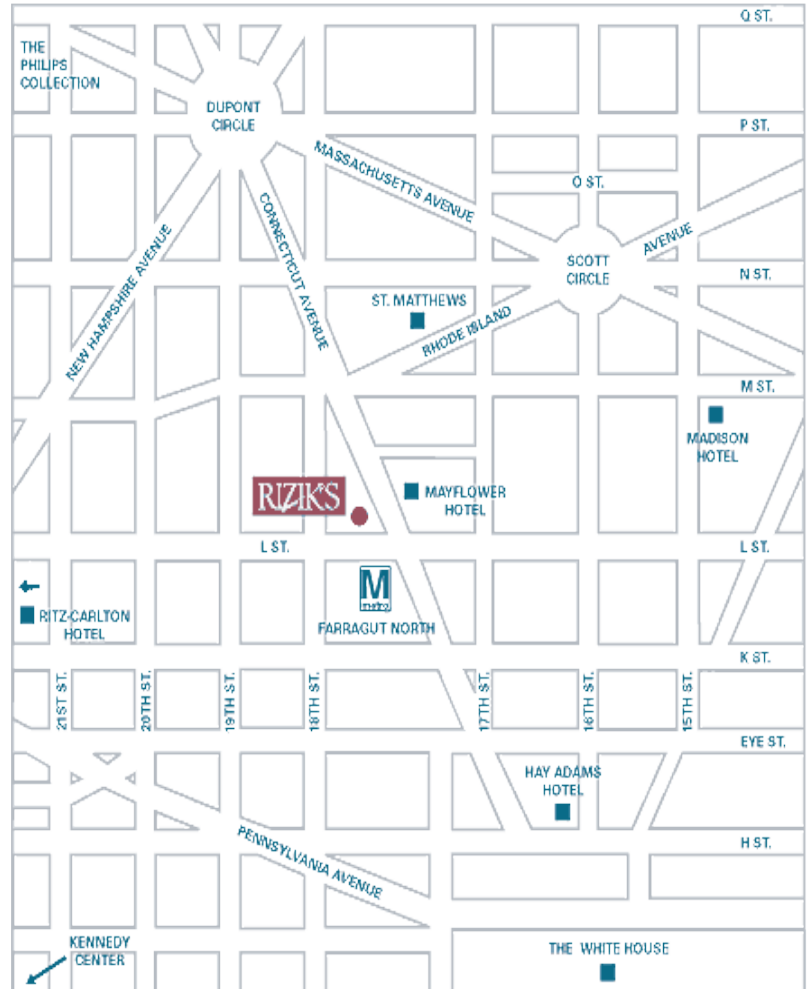 Q ST.
THE
PHILIPS
COLLECTION
DUPONT
CIRCLE
P ST.
MASSACHUSETTS AVENUE
O ST.
CONNECTICUT AVENUE
NEW HAMPSHIRE AVENUE
AVENUE
SCOTT
CIRCLE
N ST.
ST. MATTHEWS
RHODE ISLAND
M ST.
MADISON
HOTEL
RIZIK'S
MAYFLOWER
HOTEL
L ST.
L ST.
M
metro
FARRAGUT NORTH
RITZ-CARLTON
HOTEL
K ST.
21ST ST.
20TH ST.
19TH ST.
18TH ST.
17TH ST.
16TH ST.
15TH ST.
EYE ST.
HAY ADAMS
HOTEL
PENNSYLVANIA AVENUE
H ST.
KENNEDY
CENTER
THE WHITE HOUSE